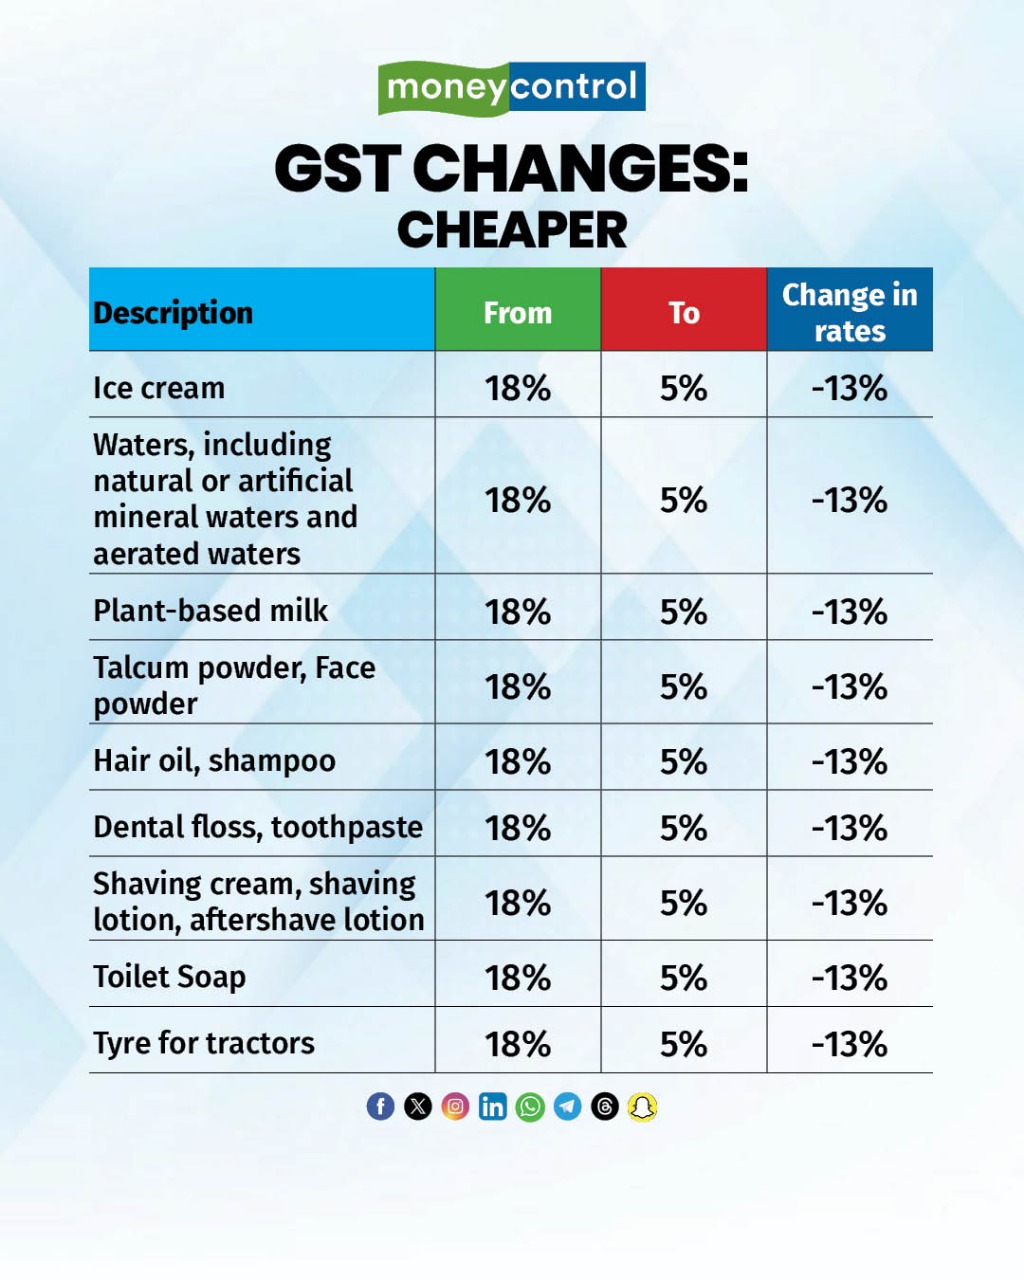 moneycontrol
GST CHANGES:
CHEAPER
Description From To Change in rates
Ice cream 18% 5% -13%
Waters, including
natural or artificial
mineral waters and
aerated waters 18% 5% -13%
Plant-based milk 18% 5% -13%
Talcum powder, Face
powder 18% 5% -13%
Hair oil, shampoo 18% 5% -13%
Dental floss, toothpaste 18% 5% -13%
Shaving cream, shaving
lotion, aftershave lotion 18% 5% -13%
Toilet Soap 18% 5% -13%
Tyre for tractors 18% 5% -13%